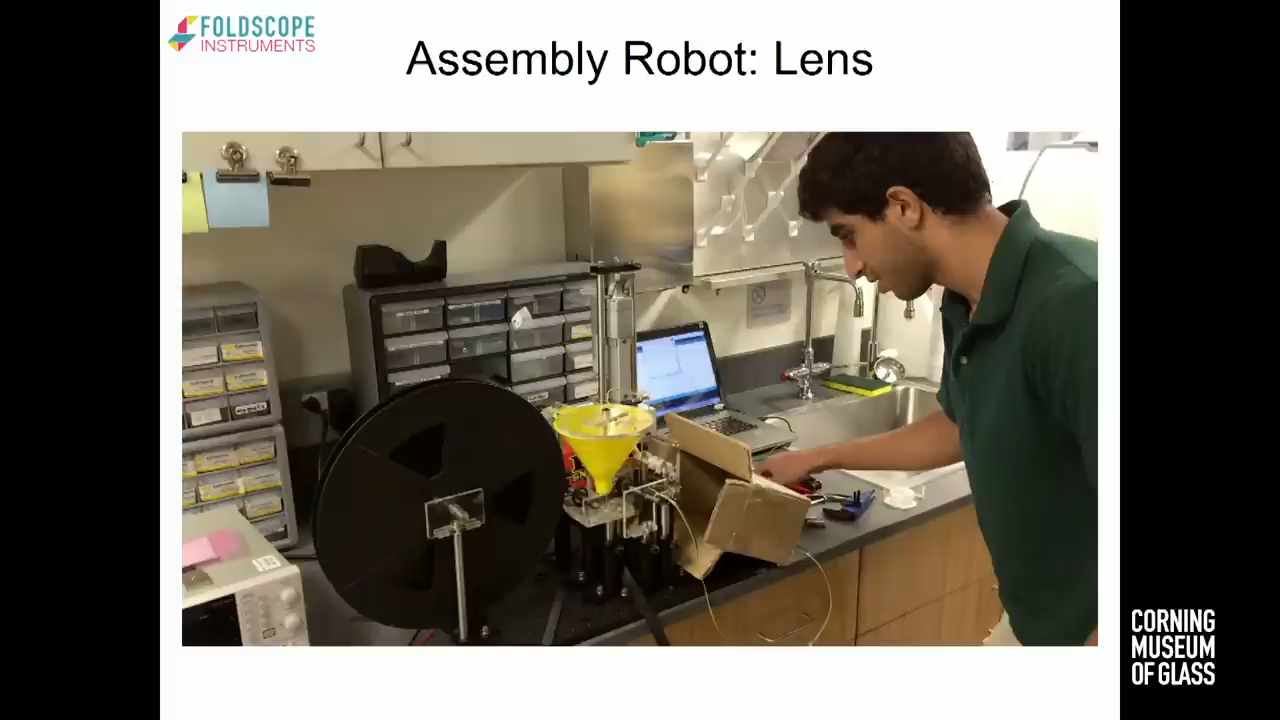 FOLDSCOPE
INSTRUMENTS
Assembly Robot: Lens
CORNING
MUSEUM
OF GLASS